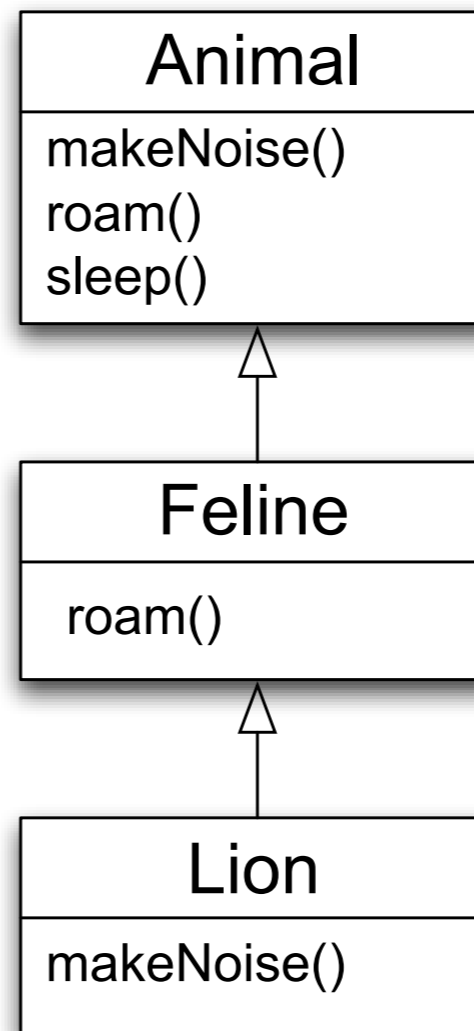 Animal
makeNoise()
roam()
sleep()
Feline
roam()
Lion
makeNoise()